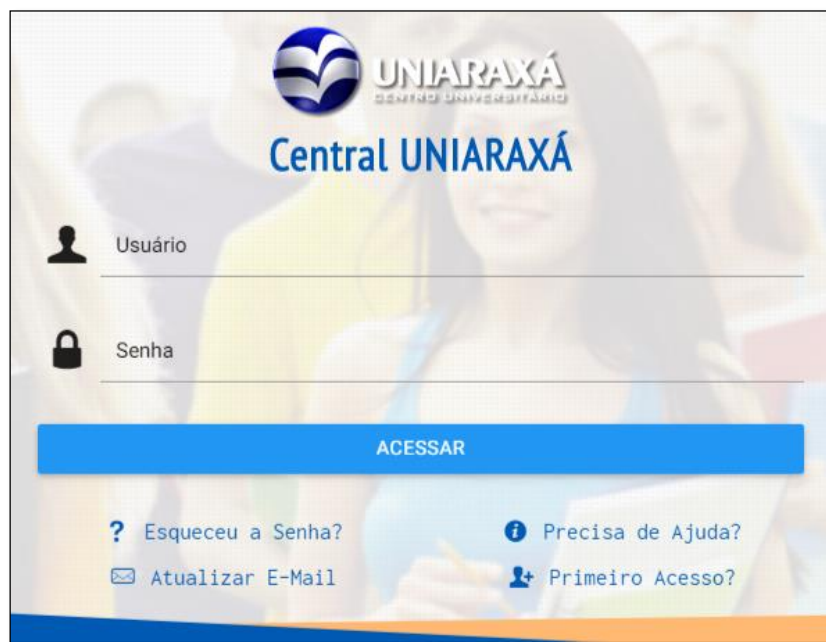 UNIARAXÁ
CENTRO UNIVERSITÁRIO
Central UNIARAXÁ
Usuário
Senha
ACESSAR
? Esqueceu a Senha?
Precisa de Ajuda?
Atualizar E-Mail
Primeiro Acesso?